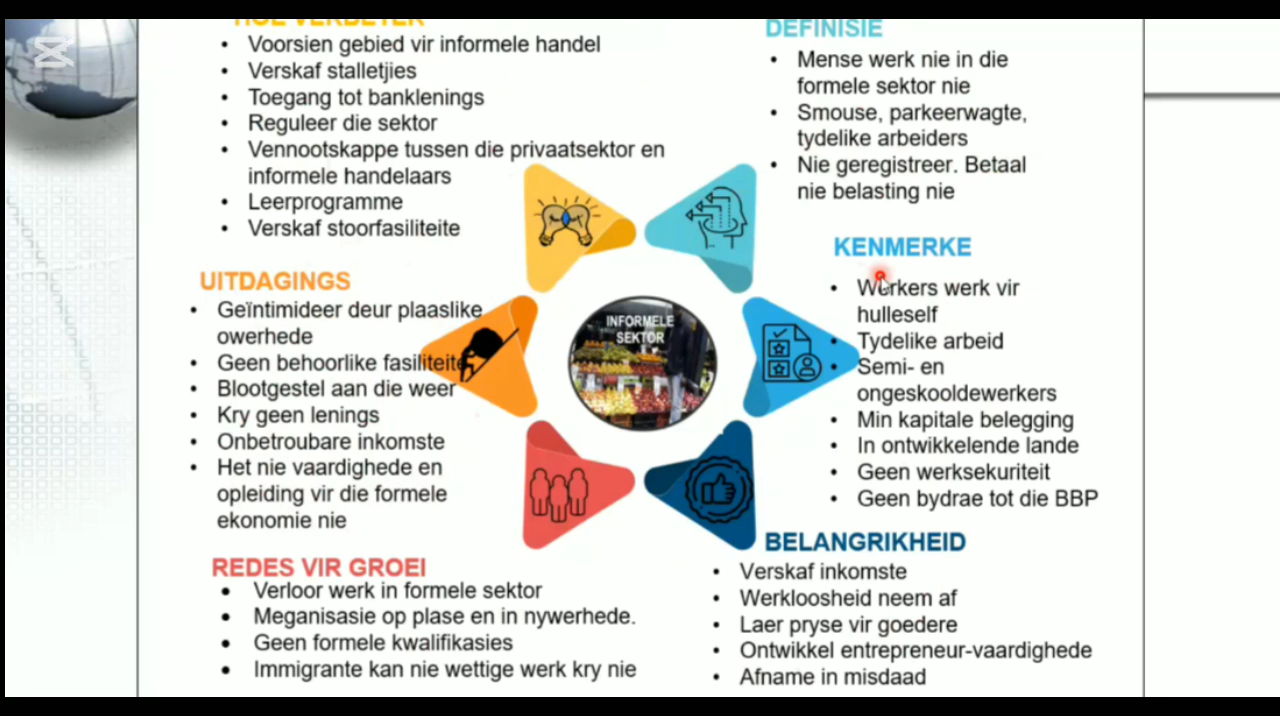 HOE VERBETER
• Voorsien gebied vir informele handel
• Verskaf stalletjies
• Toegang tot banklenings
• Reguleer die sektor
• Vennootskappe tussen die privaatsektor en
informele handelaars
• Leerprogramme
• Verskaf stoorfasiliteite
DEFINISIE
• Mense werk nie in die
formele sektor nie
• Smouse, parkeerwagte,
tydelike arbeiders
• Nie geregistreer. Betaal
nie belasting nie
UITDAGINGS
• Geïntimideer deur plaaslike
owerhede
• Geen behoorlike fasiliteite
• Blootgestel aan die weer
• Kry geen lenings
• Onbetroubare inkomste
• Het nie vaardighede en
opleiding vir die formele
ekonomie nie
INFORMELE
SEKTOR
KENMERKE
• Werkers werk vir
hulleself
• Tydelike arbeid
• Semi- en
ongeskooldewerkers
• Min kapitale belegging
• In ontwikkelende lande
• Geen werksekuriteit
• Geen bydrae tot die BBP
REDES VIR GROEI
• Verloor werk in formele sektor
• Meganisasie op plase en in nywerhede.
• Geen formele kwalifikasies
• Immigrante kan nie wettige werk kry nie
BELANGRIKHEID
• Verskaf inkomste
• Werkloosheid neem af
• Laer pryse vir goedere
• Ontwikkel entrepreneur-vaardighede
• Afname in misdaad